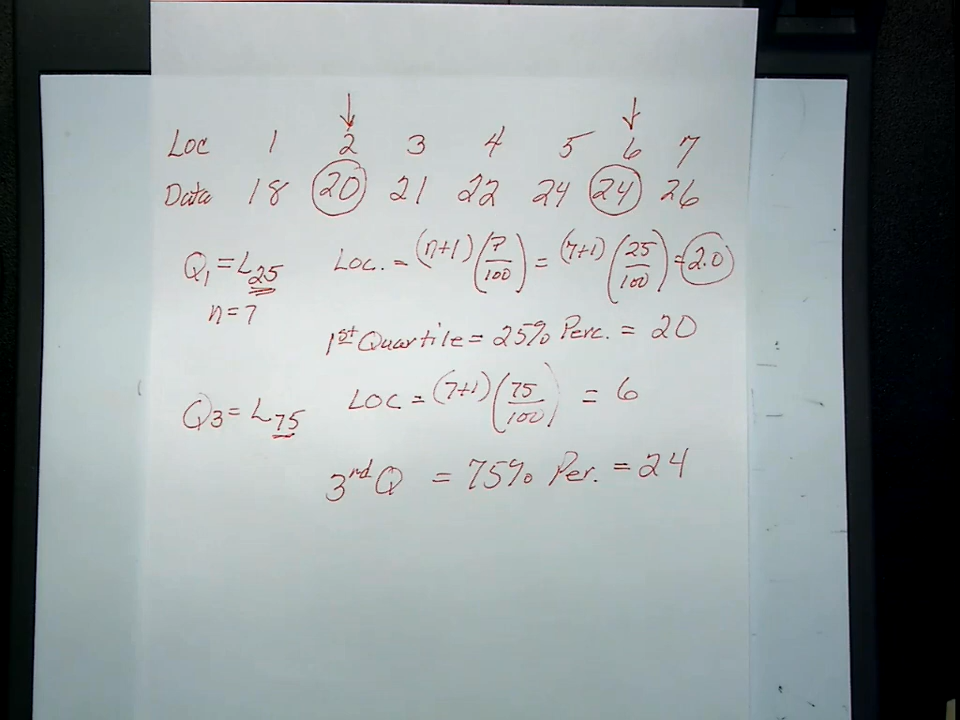 Loc 1 2 3 4 5 6 7
Data 18 20 21 22 24 24 26
Q₁ = L₂₅ Loc. = (n+1)(7/100) = (7+1)(25/100) = 2.0
n = 7
1st Quartile = 25% Perc. = 20
Q3 = L₇₅ LOC = (7+1)(75/100) = 6
3rd Q = 75% Per. = 24